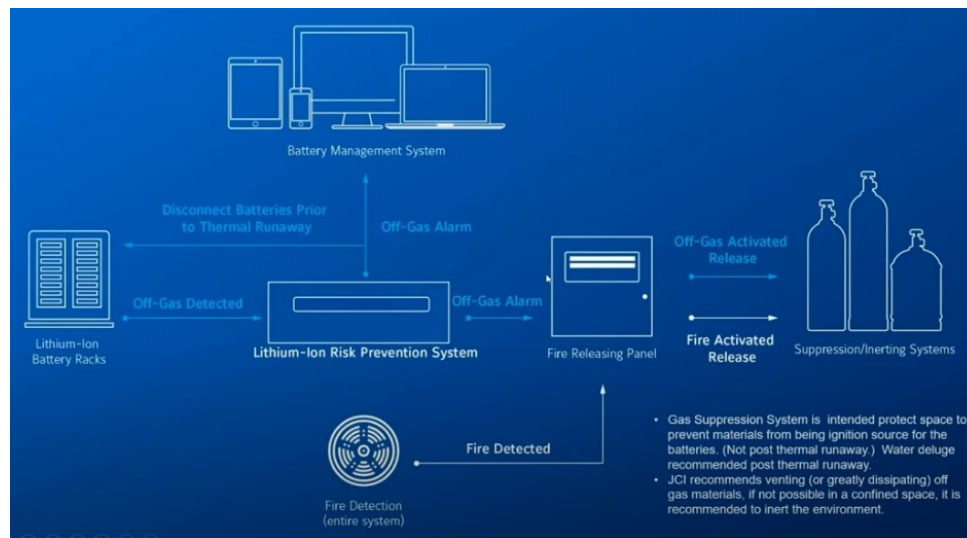 Battery Management System
Disconnect Batteries Prior
to Thermal Runaway
Off-Gas Alarm
Off-Gas Activated
Release
Off-Gas Detected
Off-Gas Alarm
Lithium-Ion
Battery Racks
Lithium-Ion Risk Prevention System
Fire Releasing Panel
Fire Activated
Release
Suppression/Inerting Systems
Fire Detected
Fire Detection
(entire system)
• Gas Suppression System is intended protect space to
prevent materials from being ignition source for the
batteries. (Not post thermal runaway.) Water deluge
recommended post thermal runaway.
• JCI recommends venting (or greatly dissipating) off
gas materials, if not possible in a confined space, it is
recommended to inert the environment.